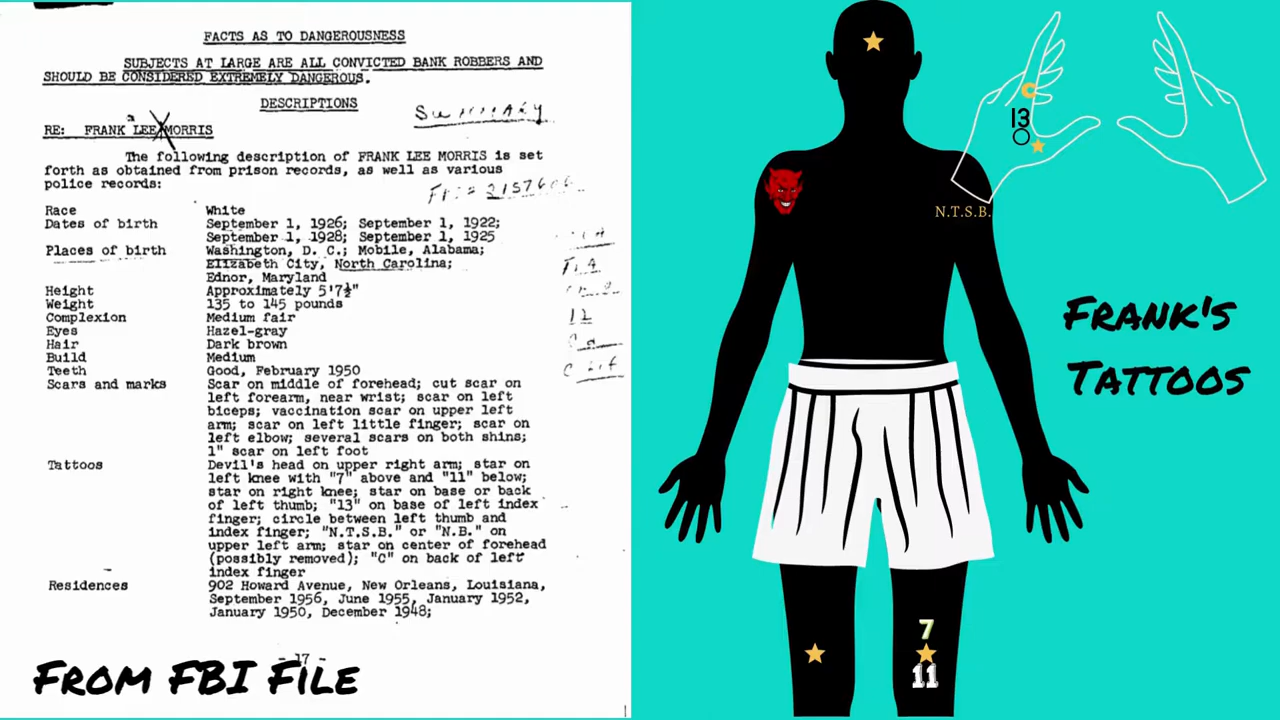 FACTS AS TO DANGEROUSNESS
SUBJECTS AT LARGE ARE ALL CONVICTED BANK ROBBERS AND
SHOULD BE CONSIDERED EXTREMELY DANGEROUS.
DESCRIPTIONS
SUMMARY
RE: FRANK LEE MORRIS
The following description of FRANK LEE MORRIS is set
forth as obtained from prison records, as well as various
police records:
Race White
Dates of birth September 1, 1926; September 1, 1922;
September 1, 1928; September 1, 1925
Places of birth Washington, D. C.; Mobile, Alabama;
Elizabeth City, North Carolina;
Ednor, Maryland
Height Approximately 5'7½"
Weight 135 to 145 pounds
Complexion Medium fair
Eyes Hazel-gray
Hair Dark brown
Build Medium
Teeth Good, February 1950
Scars and marks Scar on middle of forehead; cut scar on
left forearm, near wrist; scar on left
biceps; vaccination scar on upper left
arm; scar on left little finger; scar on
left elbow; several scars on both shins;
1" scar on left foot
Tattoos Devil's head on upper right arm; star on
left knee with "7" above and "11" below;
star on right knee; star on base or back
of left thumb; "13" on base of left index
finger; circle between left thumb and
index finger; "N.T.S.B." or "N.B." on
upper left arm; star on center of forehead
(possibly removed); "C" on back of left
index finger
Residences 902 Howard Avenue, New Orleans, Louisiana,
September 1956, June 1955, January 1952,
January 1950, December 1948;
- 17 -
FROM FBI FILE
C
13
N.T.S.B.
FRANK'S
TATTOOS
7
11